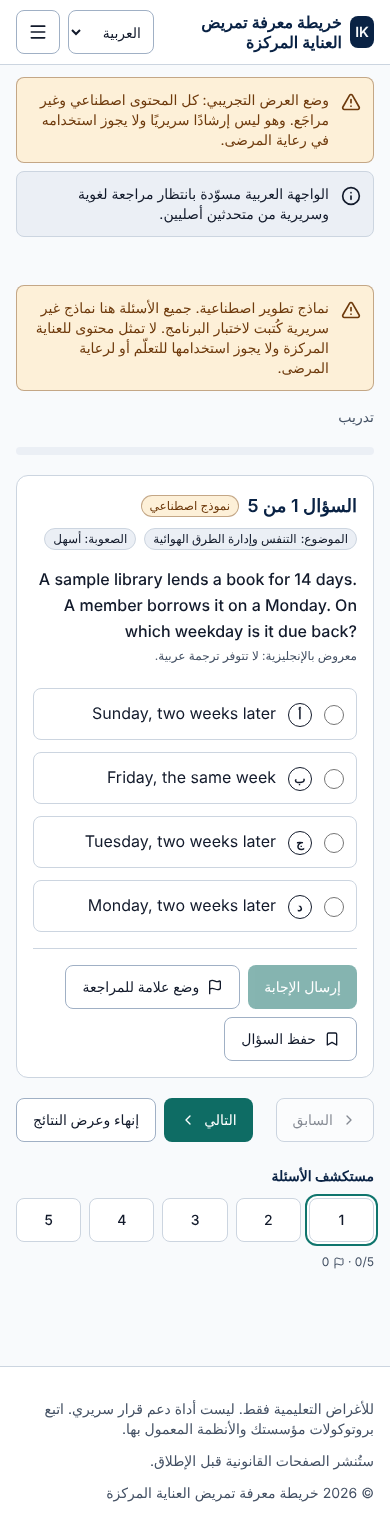 IK
خريطة معرفة تمريض
العناية المركزة
العربية
وضع العرض التجريبي: كل المحتوى اصطناعي وغير
مراجَع. وهو ليس إرشادًا سريريًا ولا يجوز استخدامه
في رعاية المرضى.
الواجهة العربية مسوّدة بانتظار مراجعة لغوية
وسريرية من متحدثين أصليين.
نماذج تطوير اصطناعية. جميع الأسئلة هنا نماذج غير
سريرية كُتبت لاختبار البرنامج. لا تمثل محتوى للعناية
المركزة ولا يجوز استخدامها للتعلّم أو لرعاية
المرضى.
تدريب
السؤال 1 من 5
نموذج اصطناعي
الموضوع: التنفس وإدارة الطرق الهوائية
الصعوبة: أسهل
A sample library lends a book for 14 days.
A member borrows it on a Monday. On
which weekday is it due back?
معروض بالإنجليزية: لا تتوفر ترجمة عربية.
أ Sunday, two weeks later
ب Friday, the same week
ج Tuesday, two weeks later
د Monday, two weeks later
إرسال الإجابة
وضع علامة للمراجعة
حفظ السؤال
السابق
التالي
إنهاء وعرض النتائج
مستكشف الأسئلة
1 2 3 4 5
0/5 · 0
للأغراض التعليمية فقط. ليست أداة دعم قرار سريري. اتبع
بروتوكولات مؤسستك والأنظمة المعمول بها.
ستُنشر الصفحات القانونية قبل الإطلاق.
© 2026 خريطة معرفة تمريض العناية المركزة